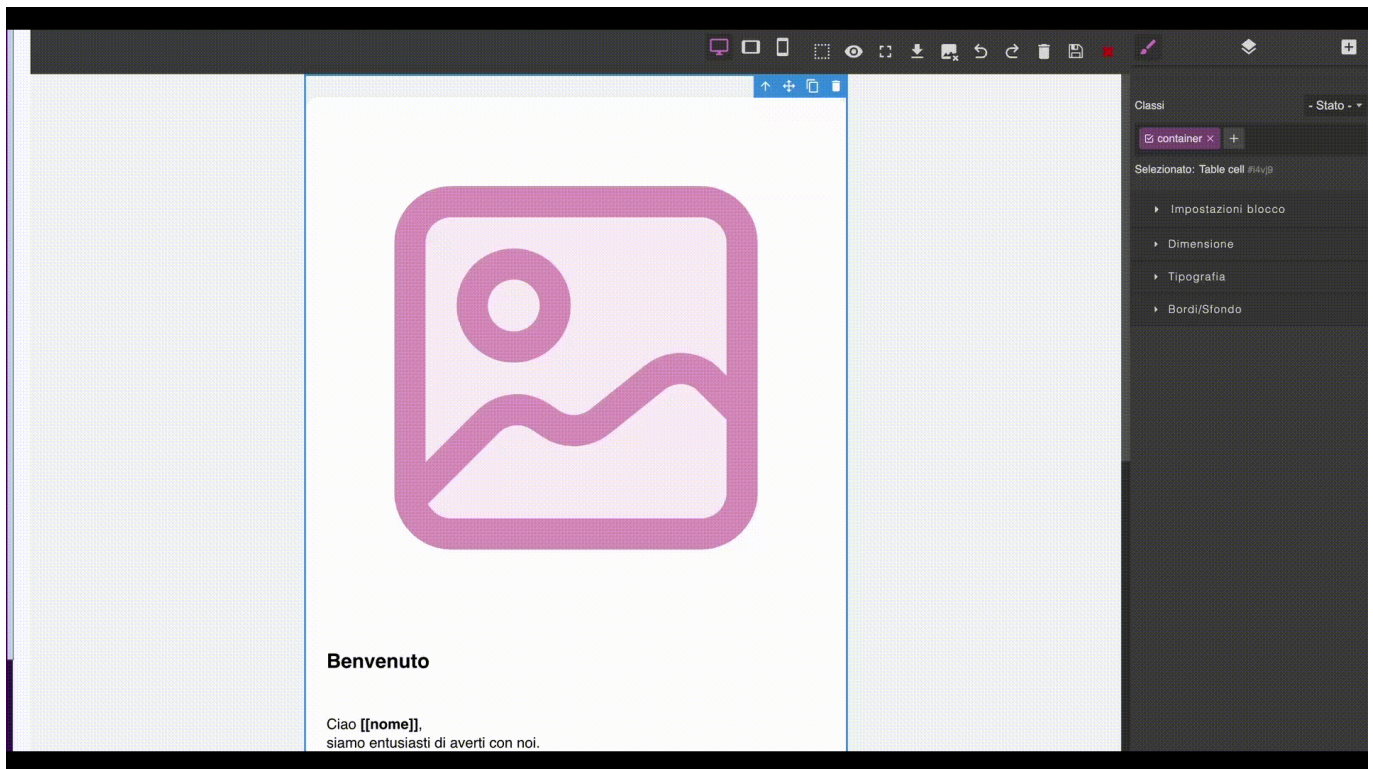 Classi
- Stato -
container
Selezionato: Table cell #i4vj9
Impostazioni blocco
Dimensione
Tipografia
Bordi/Sfondo
Benvenuto
Ciao [[nome]],
siamo entusiasti di averti con noi.